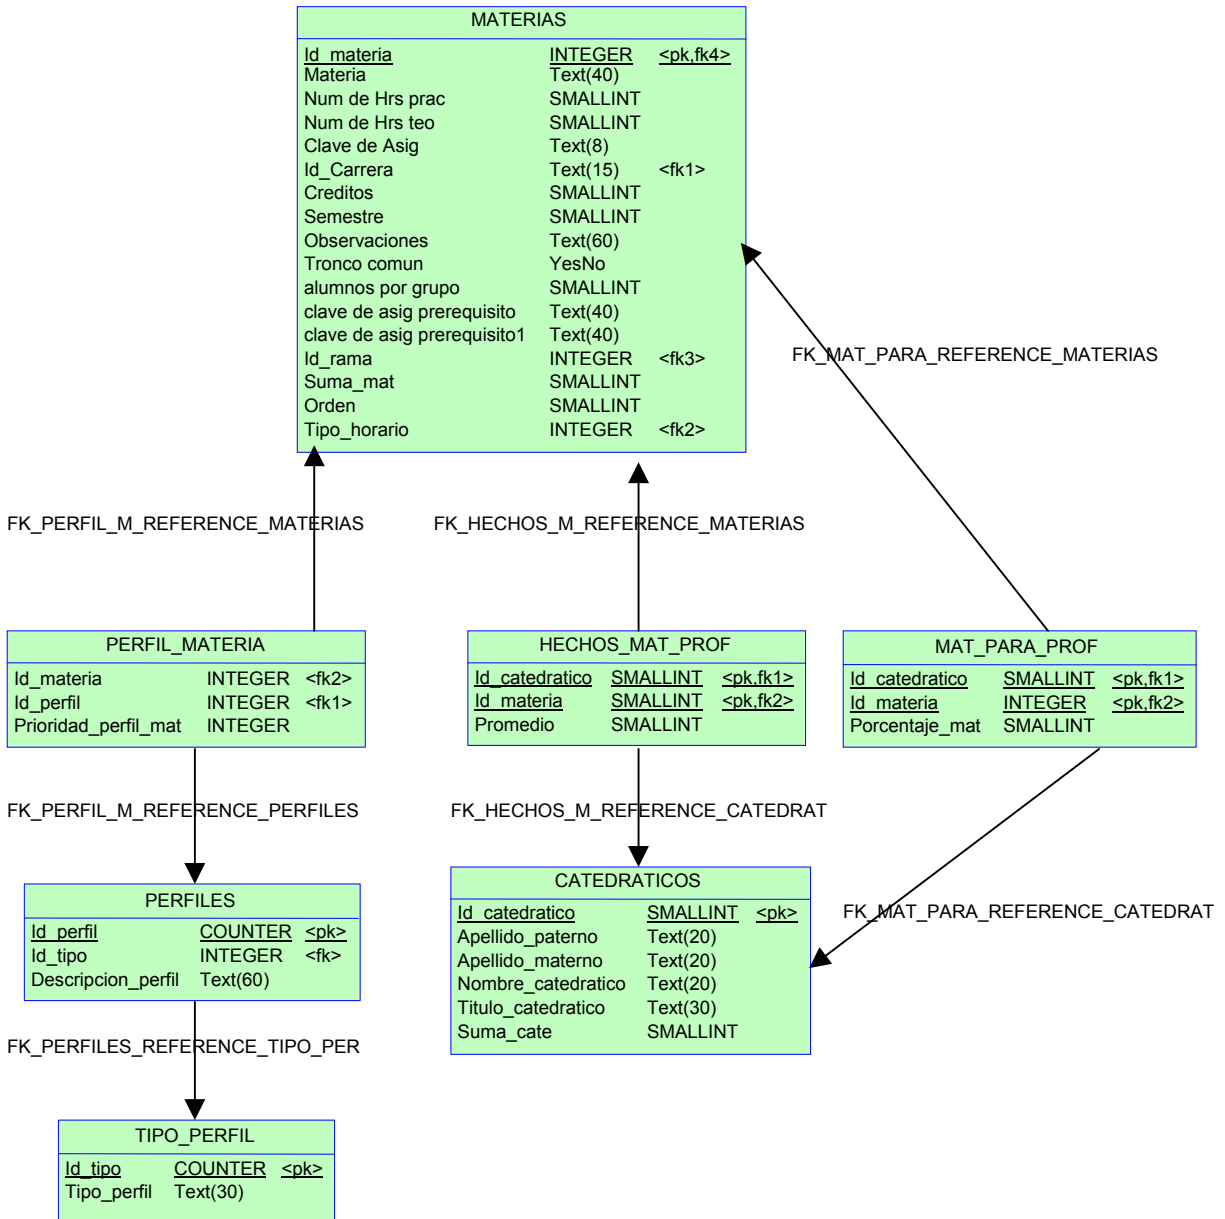 MATERIAS
Id_materia INTEGER <pk,fk4>
Materia Text(40)
Num de Hrs prac SMALLINT
Num de Hrs teo SMALLINT
Clave de Asig Text(8)
Id_Carrera Text(15) <fk1>
Creditos SMALLINT
Semestre SMALLINT
Observaciones Text(60)
Tronco comun YesNo
alumnos por grupo SMALLINT
clave de asig prerequisito Text(40)
clave de asig prerequisito1 Text(40)
Id_rama INTEGER <fk3>
Suma_mat SMALLINT
Orden SMALLINT
Tipo_horario INTEGER <fk2>
FK_MAT_PARA_REFERENCE_MATERIAS
FK_PERFIL_M_REFERENCE_MATERIAS
FK_HECHOS_M_REFERENCE_MATERIAS
PERFIL_MATERIA
Id_materia INTEGER <fk2>
Id_perfil INTEGER <fk1>
Prioridad_perfil_mat INTEGER
HECHOS_MAT_PROF
Id_catedratico SMALLINT <pk,fk1>
Id_materia SMALLINT <pk,fk2>
Promedio SMALLINT
MAT_PARA_PROF
Id_catedratico SMALLINT <pk,fk1>
Id_materia INTEGER <pk,fk2>
Porcentaje_mat SMALLINT
FK_PERFIL_M_REFERENCE_PERFILES
FK_HECHOS_M_REFERENCE_CATEDRAT
FK_MAT_PARA_REFERENCE_CATEDRAT
PERFILES
Id_perfil COUNTER <pk>
Id_tipo INTEGER <fk>
Descripcion_perfil Text(60)
CATEDRATICOS
Id_catedratico SMALLINT <pk>
Apellido_paterno Text(20)
Apellido_materno Text(20)
Nombre_catedratico Text(20)
Titulo_catedratico Text(30)
Suma_cate SMALLINT
FK_PERFILES_REFERENCE_TIPO_PER
TIPO_PERFIL
Id_tipo COUNTER <pk>
Tipo_perfil Text(30)